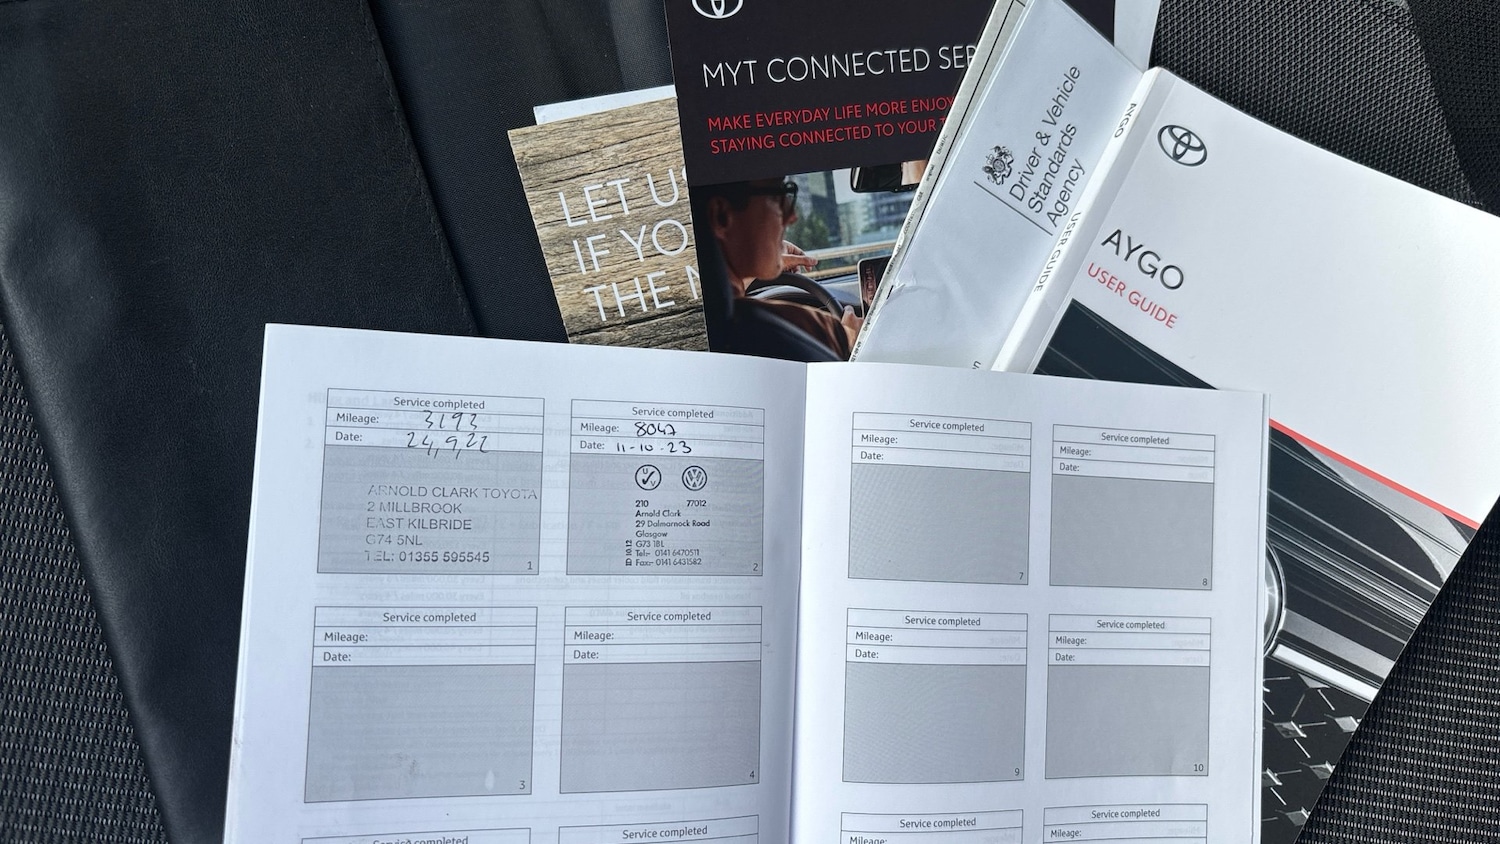 MYT CONNECTED SER
MAKE EVERYDAY LIFE MORE ENJOY
STAYING CONNECTED TO YOUR T
LET US
IF YO
THE N
Driver & Vehicle
Standards
Agency
AYGO
USER GUIDE
AYGO
USER GUIDE
Service completed
Mileage: 3193
Date: 24,9,22
ARNOLD CLARK TOYOTA
2 MILLBROOK
EAST KILBRIDE
G74 5NL
TEL: 01355 595545
1
Service completed
Mileage: 8047
Date: 11-10-23
210 77012
Arnold Clark
29 Dalmarnock Road
Glasgow
G73 1BL
Tel:- 0141 6470511
Fax:- 0141 6431582
2
Service completed
Mileage:
Date:
3
Service completed
Mileage:
Date:
4
Service completed
Service completed
Service completed
Mileage:
Date:
7
Service completed
Mileage:
Date:
8
Service completed
Mileage:
Date:
9
Service completed
Mileage:
Date:
10
Service completed
Mileage:
Service completed
Mileage: